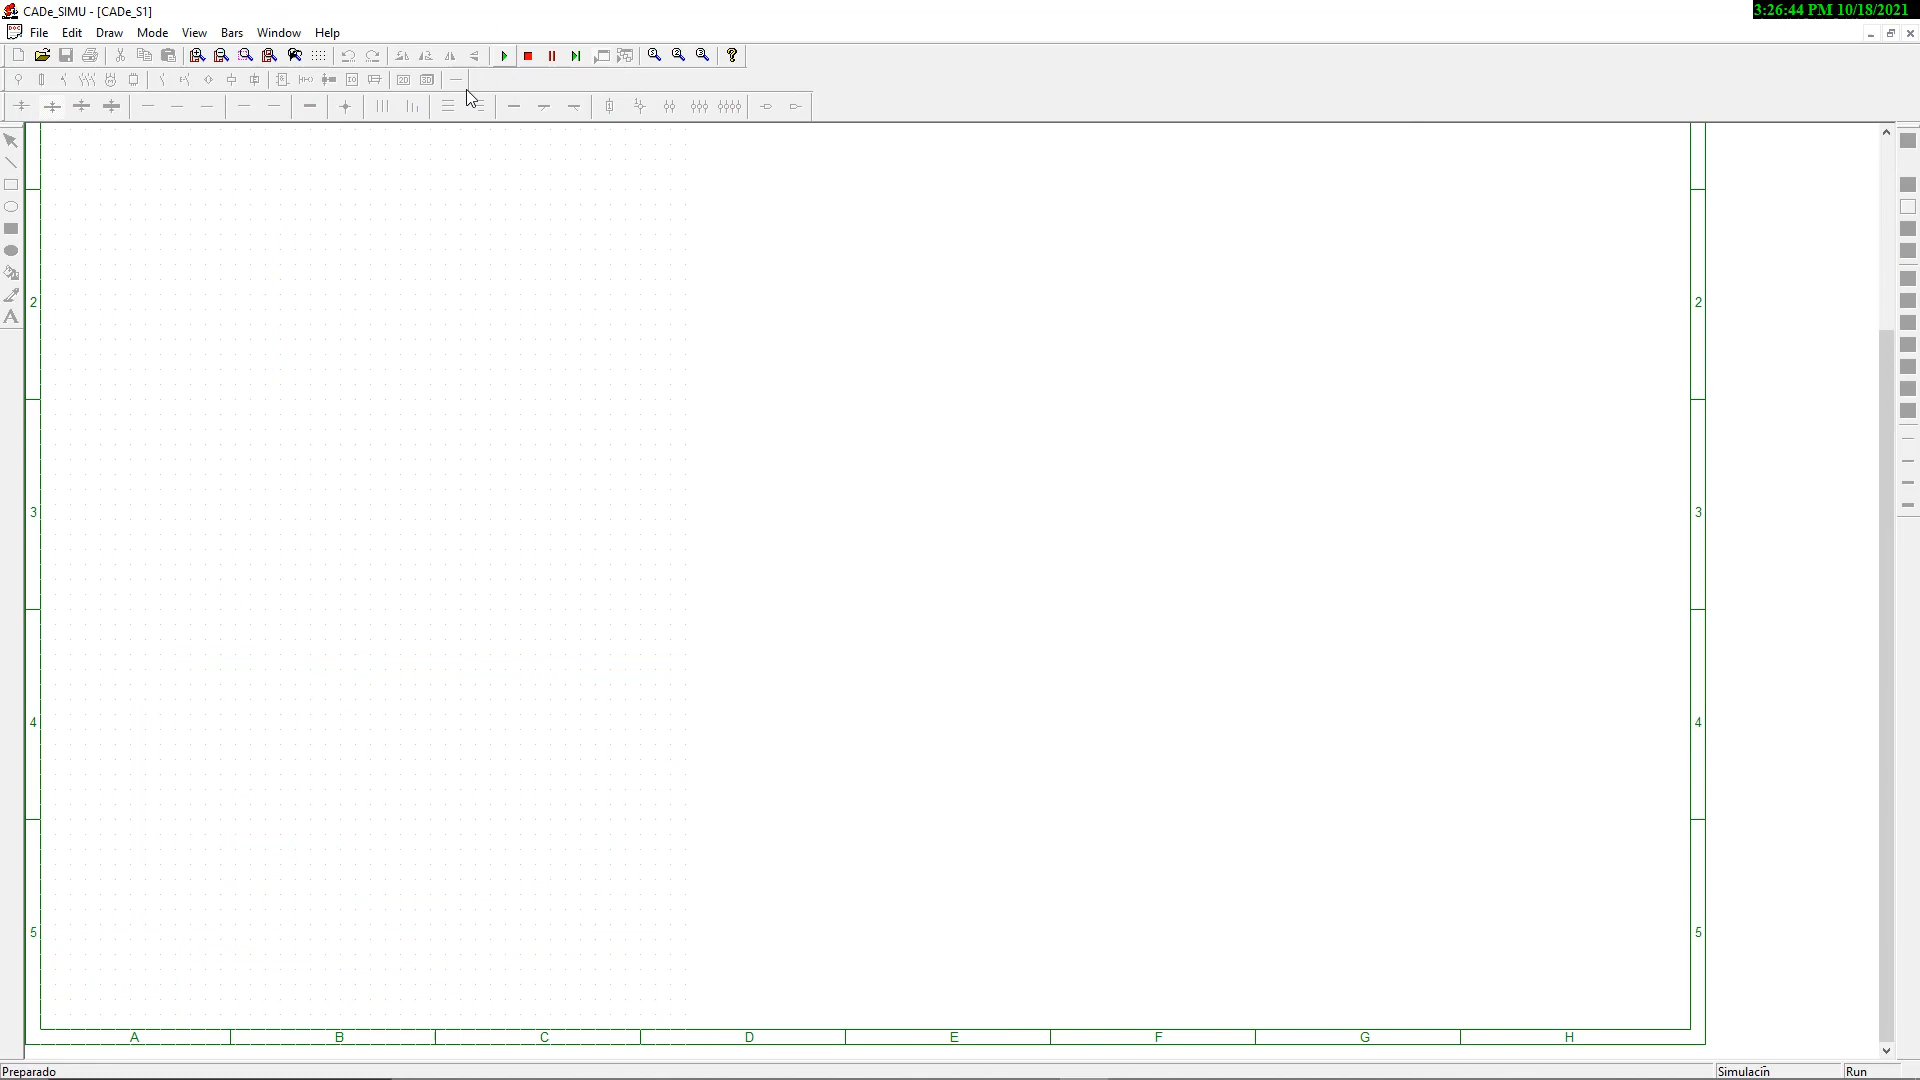 CADe_SIMU - [CADe_S1]
3:26:44 PM 10/18/2021
File Edit Draw Mode View Bars Window Help
2 2
3 3
4 4
5 5
A B C D E F G H
Preparado Simulacin Run